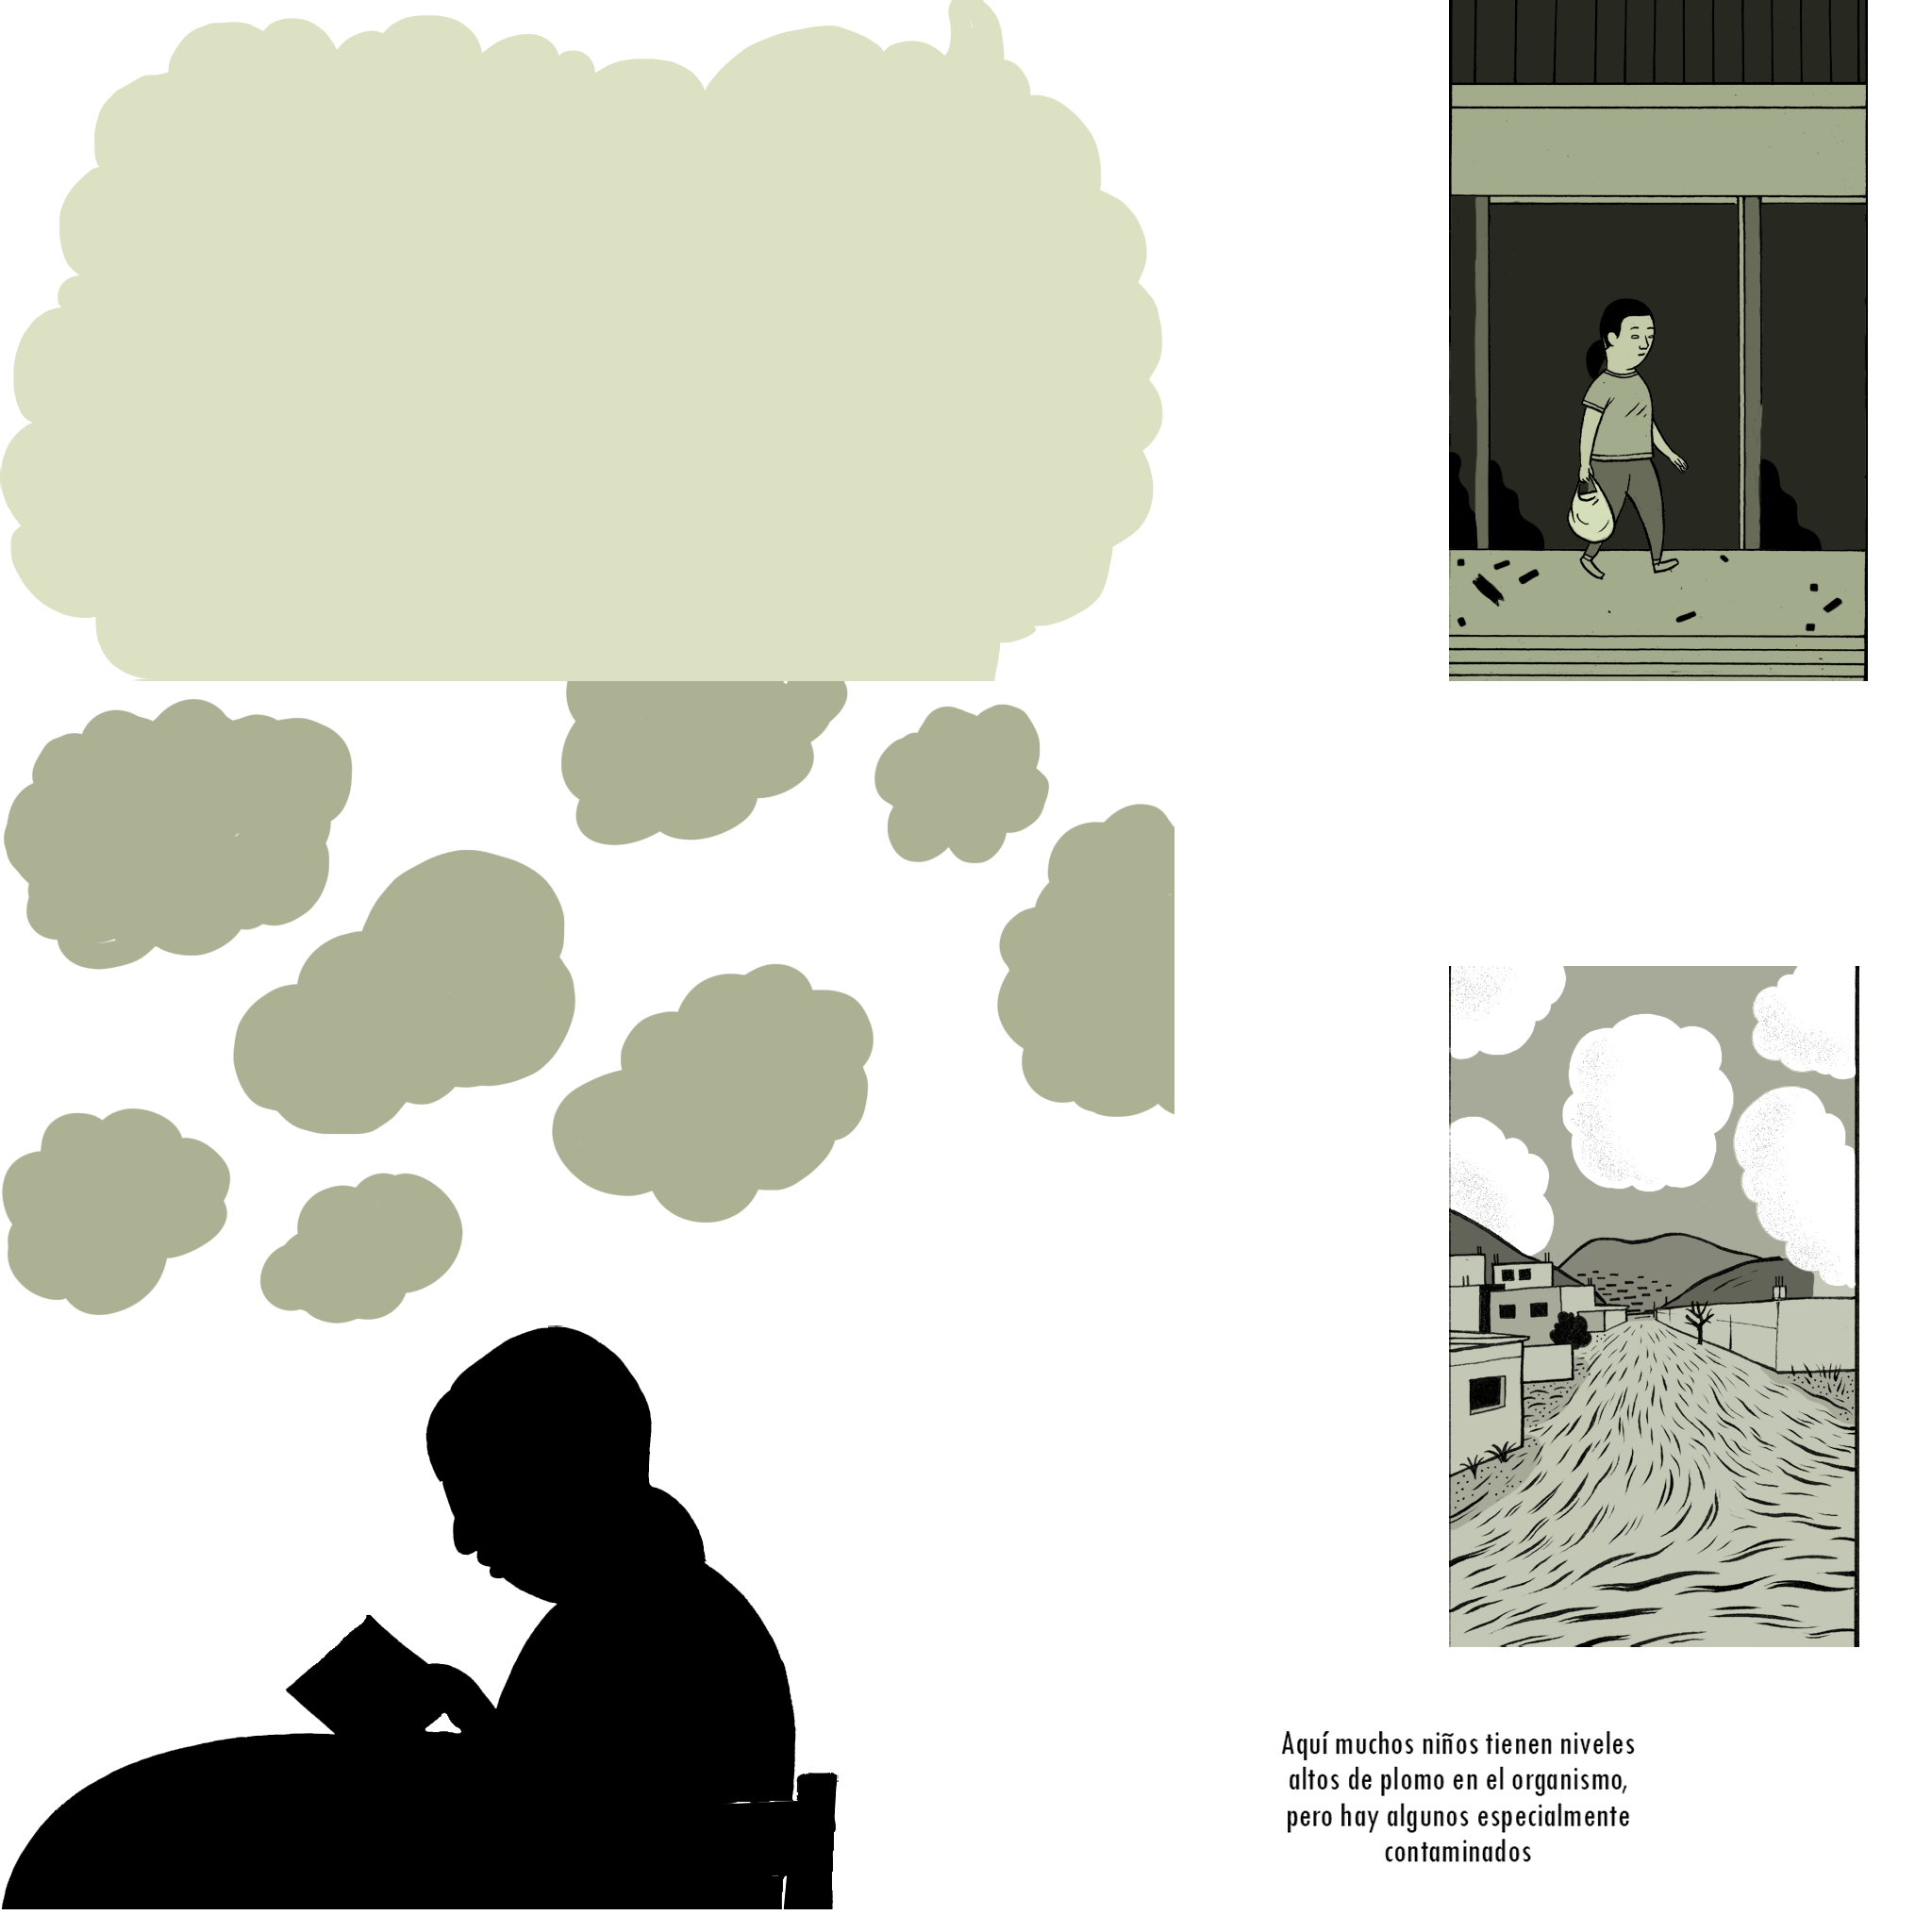 Aquí muchos niños tienen niveles
altos de plomo en el organismo,
pero hay algunos especialmente
contaminados